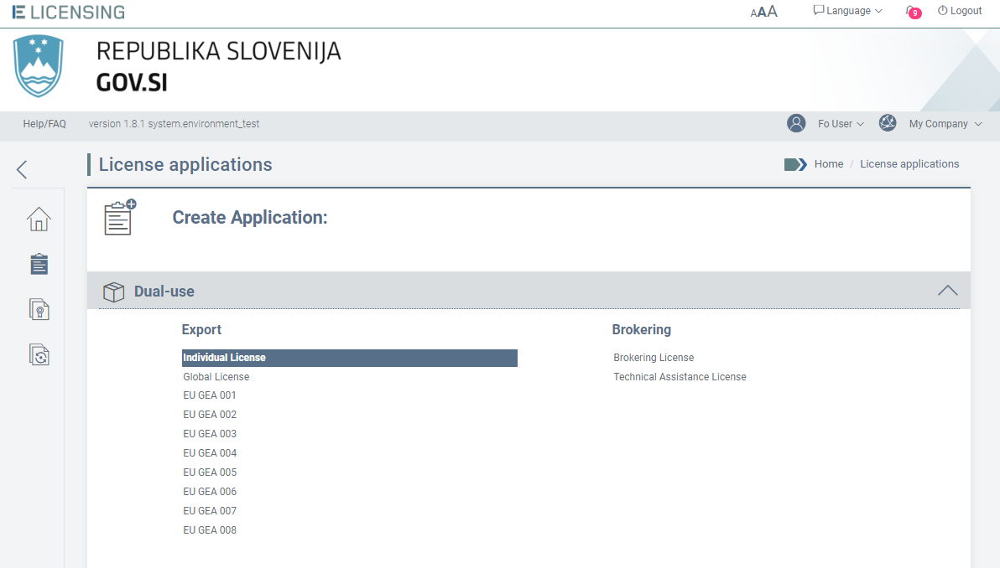 E LICENSING
AAA Language 9 Logout
REPUBLIKA SLOVENIJA
GOV.SI
Help/FAQ version 1.8.1 system.environment_test Fo User My Company
License applications Home / License applications
Create Application:
Dual-use
Export
Individual License
Global License
EU GEA 001
EU GEA 002
EU GEA 003
EU GEA 004
EU GEA 005
EU GEA 006
EU GEA 007
EU GEA 008
Brokering
Brokering License
Technical Assistance License